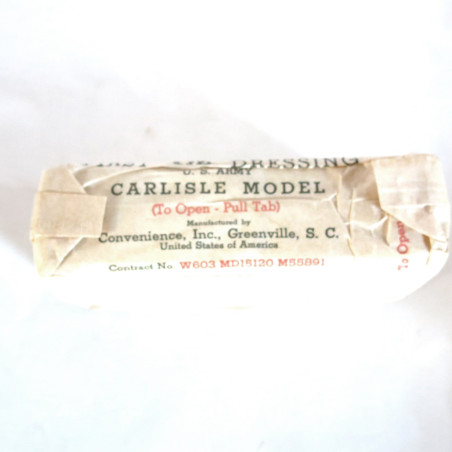 DRESSING
U. S. ARMY
CARLISLE MODEL
(To Open - Pull Tab)
Manufactured by
Convenience, Inc., Greenville, S. C.
United States of America
Contract No. W603 MD15120 M55891
To Open